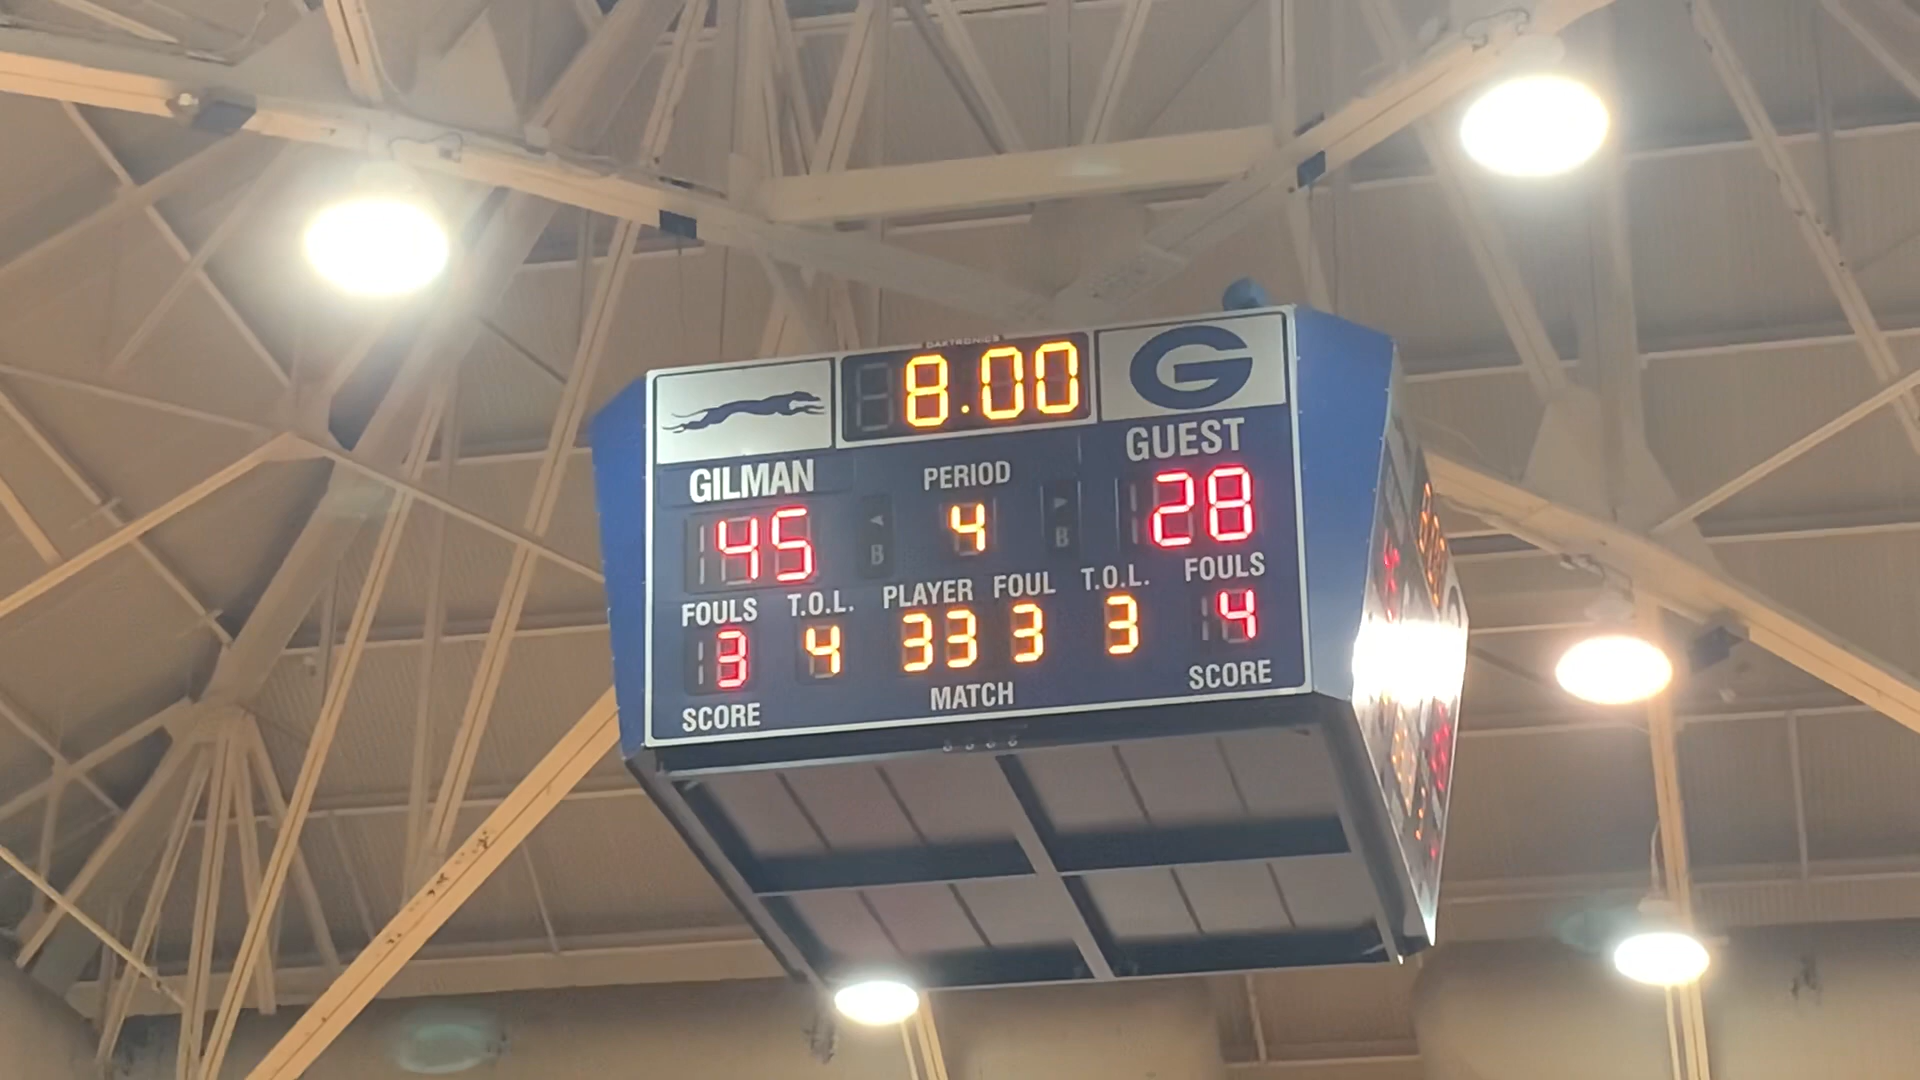 DAKTRONICS
8.00
G
GILMAN PERIOD GUEST
45 4 28
B B
FOULS T.O.L. PLAYER FOUL T.O.L. FOULS
3 4 33 3 3 4
SCORE MATCH SCORE